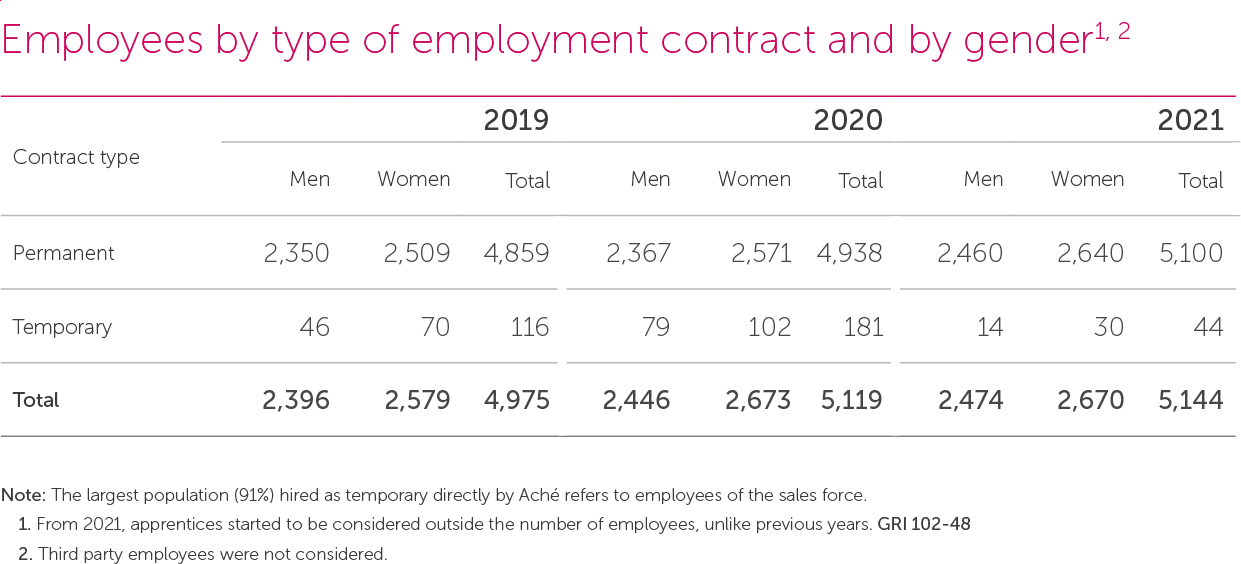 Employees by type of employment contract and by gender1, 2
2019 2020 2021
Contract type
Men Women Total Men Women Total Men Women Total
Permanent 2,350 2,509 4,859 2,367 2,571 4,938 2,460 2,640 5,100
Temporary 46 70 116 79 102 181 14 30 44
Total 2,396 2,579 4,975 2,446 2,673 5,119 2,474 2,670 5,144
Note: The largest population (91%) hired as temporary directly by Aché refers to employees of the sales force.
1. From 2021, apprentices started to be considered outside the number of employees, unlike previous years. GRI 102-48
2. Third party employees were not considered.